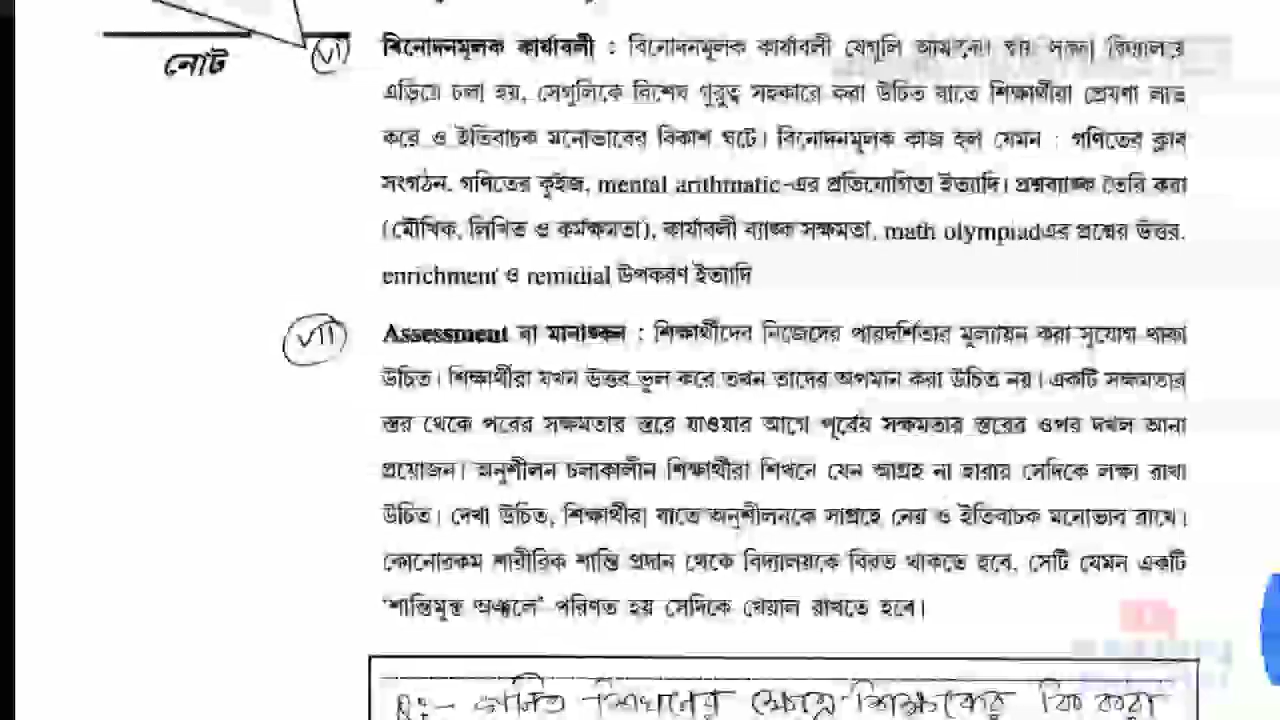 নোট
(VI)
বিনোদনমূলক কার্যাবলী : বিনোদনমূলক কার্যাবলী যেগুলি
এড়িয়ে চলা হয়, সেগুলিকে বিশেষ গুরুত্ব সহকারে করা উচিত যাতে শিক্ষার্থীরা প্রেষণা লাভ
করে ও ইতিবাচক মনোভাবের বিকাশ ঘটে। বিনোদনমূলক কাজ হল যেমন : গণিতের ক্লাব
সংগঠন, গণিতের কুইজ, mental arithmatic-এর প্রতিযোগিতা ইত্যাদি। প্রশ্নব্যাঙ্ক তৈরি করা
(মৌখিক, লিখিত ও কর্মক্ষমতা), কার্যাবলী ব্যাঙ্ক সক্ষমতা, math olympiadএর প্রশ্নের উত্তর,
enrichment ও remidial উপকরণ ইত্যাদি
(VII)
Assessment বা মানাঙ্কন : শিক্ষার্থীদের নিজেদের পারদর্শিতার মূল্যায়ন করা সুযোগ থাকা
উচিত। শিক্ষার্থীরা যখন উত্তর ভুল করে তখন তাদের অপমান করা উচিত নয়। একটি সক্ষমতার
স্তর থেকে পরের সক্ষমতার স্তরে যাওয়ার আগে পূর্বের সক্ষমতার স্তরের ওপর দখল আনা
প্রয়োজন। অনুশীলন চলাকালীন শিক্ষার্থীরা শিখনে যেন আগ্রহ না হারায় সেদিকে লক্ষ্য রাখা
উচিত। দেখা উচিত, শিক্ষার্থীরা যাতে অনুশীলনকে সাগ্রহে নেয় ও ইতিবাচক মনোভাব রাখে।
কোনোরকম শারীরিক শাস্তি প্রদান থেকে বিদ্যালয়কে বিরত থাকতে হবে, সেটি যেমন একটি
'শাস্তিমুক্ত অঞ্চলে' পরিণত হয় সেদিকে খেয়াল রাখতে হবে।
Q:- গণিত শিখনের ক্ষেত্রে শিক্ষকের কি করা